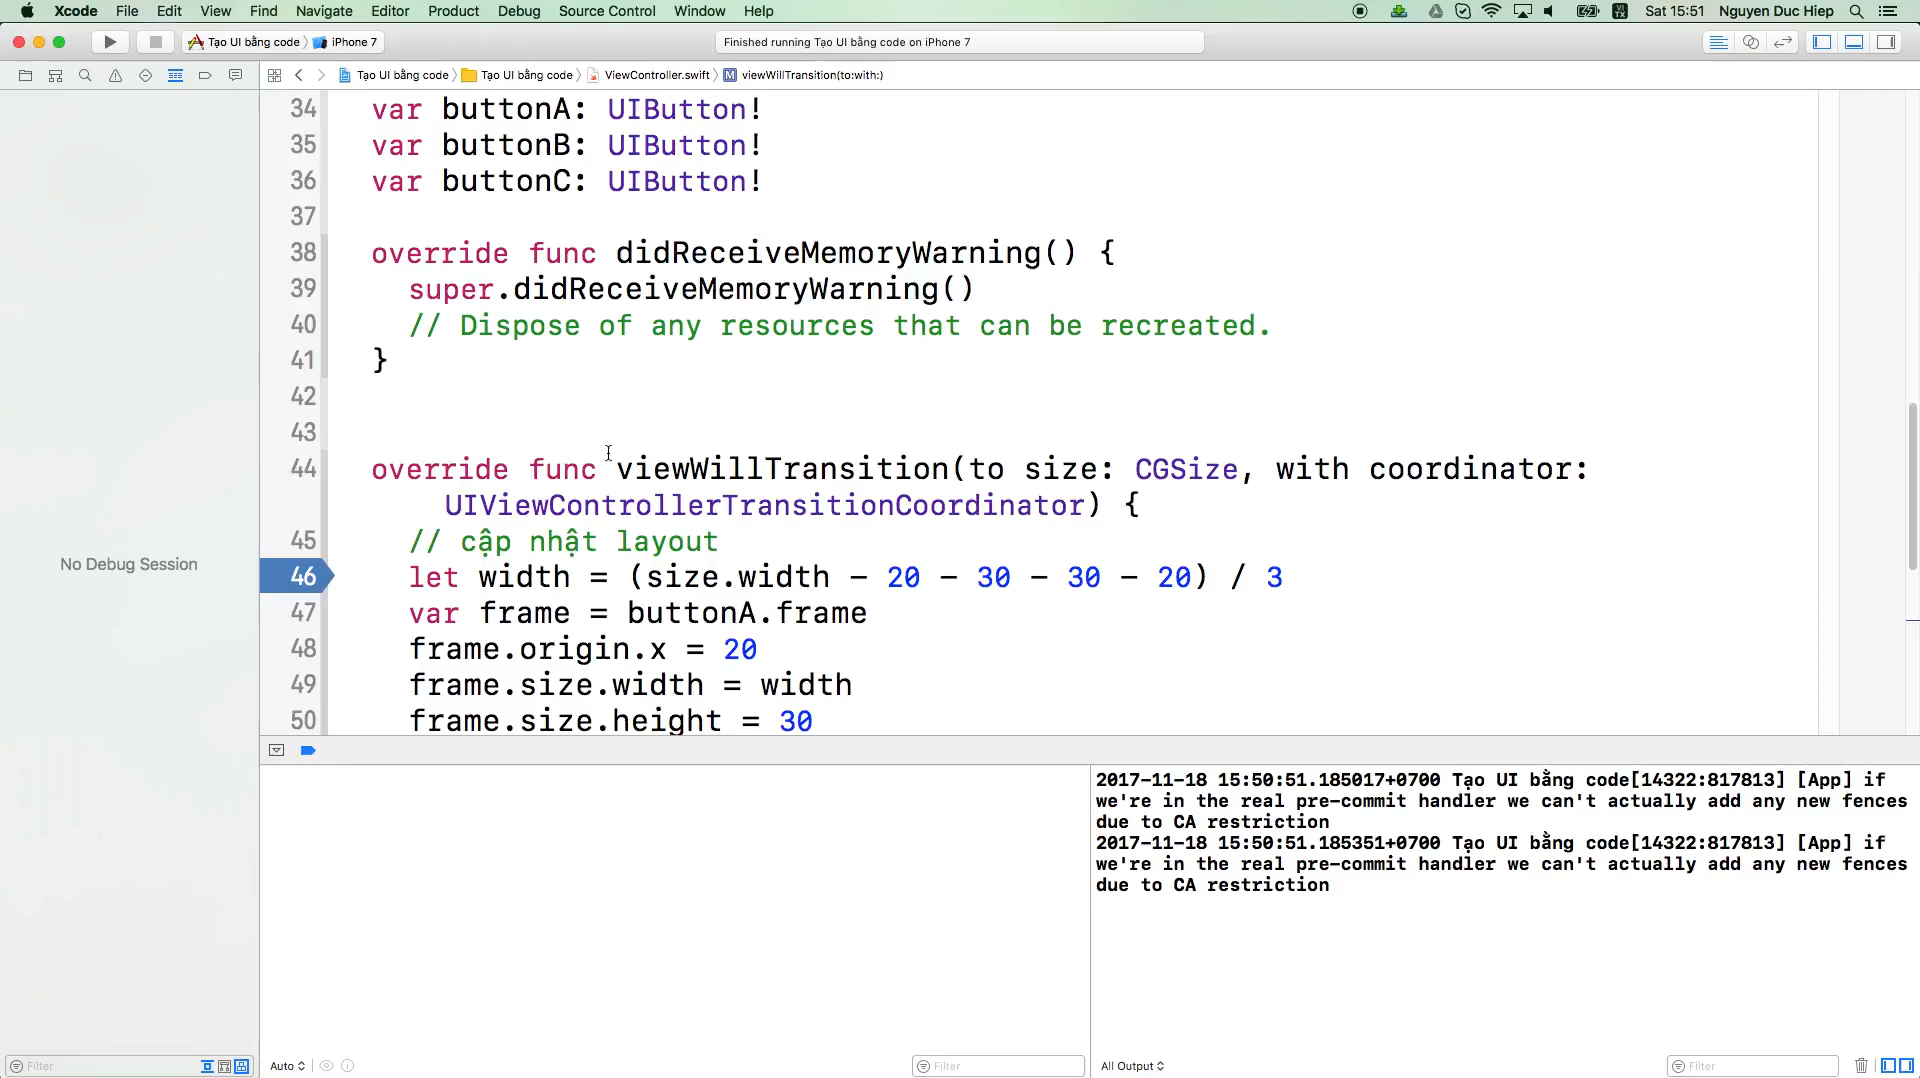 Xcode File Edit View Find Navigate Editor Product Debug Source Control Window Help
Sat 15:51 Nguyen Duc Hiep
Tạo UI bằng code iPhone 7
Finished running Tạo UI bằng code on iPhone 7
Tạo UI bằng code Tạo UI bằng code ViewController.swift M viewWillTransition(to:with:)
34 var buttonA: UIButton!
35 var buttonB: UIButton!
36 var buttonC: UIButton!
37
38 override func didReceiveMemoryWarning() {
39 super.didReceiveMemoryWarning()
40 // Dispose of any resources that can be recreated.
41 }
42
43
44 override func viewWillTransition(to size: CGSize, with coordinator:
UIViewControllerTransitionCoordinator) {
45 // cập nhật layout
46 let width = (size.width - 20 - 30 - 30 - 20) / 3
47 var frame = buttonA.frame
48 frame.origin.x = 20
49 frame.size.width = width
50 frame.size.height = 30
No Debug Session
2017-11-18 15:50:51.185017+0700 Tạo UI bằng code[14322:817813] [App] if
we're in the real pre-commit handler we can't actually add any new fences
due to CA restriction
2017-11-18 15:50:51.185351+0700 Tạo UI bằng code[14322:817813] [App] if
we're in the real pre-commit handler we can't actually add any new fences
due to CA restriction
Filter
Auto
Filter
All Output
Filter